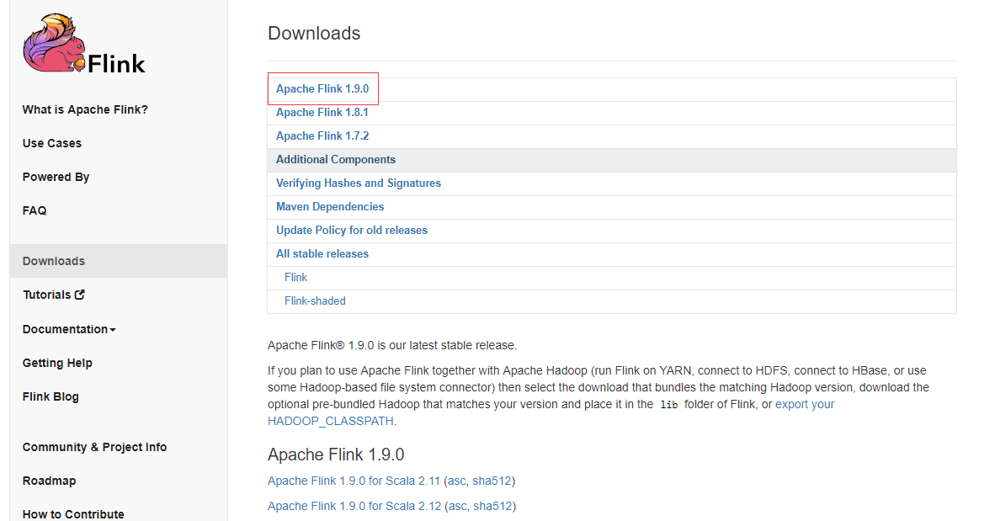 Flink
What is Apache Flink?
Use Cases
Powered By
FAQ
Downloads
Tutorials
Documentation
Getting Help
Flink Blog
Community & Project Info
Roadmap
How to Contribute
Downloads
Apache Flink 1.9.0
Apache Flink 1.8.1
Apache Flink 1.7.2
Additional Components
Verifying Hashes and Signatures
Maven Dependencies
Update Policy for old releases
All stable releases
Flink
Flink-shaded
Apache Flink® 1.9.0 is our latest stable release.
If you plan to use Apache Flink together with Apache Hadoop (run Flink on YARN, connect to HDFS, connect to HBase, or use
some Hadoop-based file system connector) then select the download that bundles the matching Hadoop version, download the
optional pre-bundled Hadoop that matches your version and place it in the lib folder of Flink, or export your
HADOOP_CLASSPATH.
Apache Flink 1.9.0
Apache Flink 1.9.0 for Scala 2.11 (asc, sha512)
Apache Flink 1.9.0 for Scala 2.12 (asc, sha512)